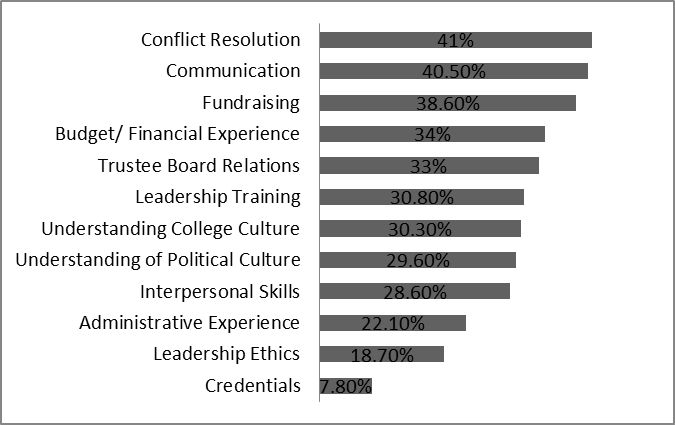 Conflict Resolution 41%
Communication 40.50%
Fundraising 38.60%
Budget/ Financial Experience 34%
Trustee Board Relations 33%
Leadership Training 30.80%
Understanding College Culture 30.30%
Understanding of Political Culture 29.60%
Interpersonal Skills 28.60%
Administrative Experience 22.10%
Leadership Ethics 18.70%
Credentials 7.80%